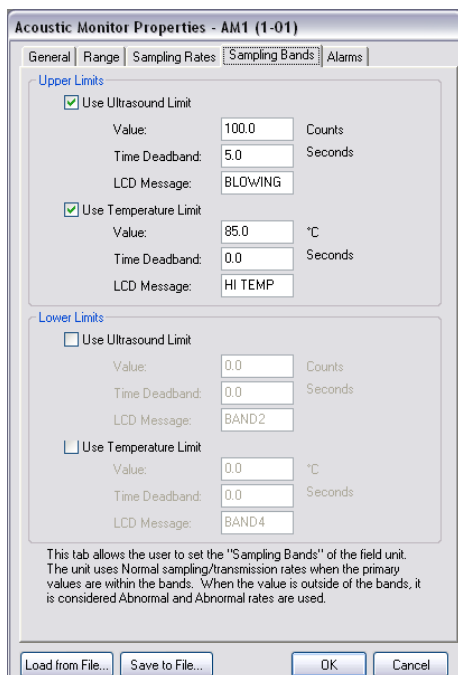 Acoustic Monitor Properties - AM1 (1-01)
General Range Sampling Rates Sampling Bands Alarms
Upper Limits
Use Ultrasound Limit
Value: 100.0 Counts
Time Deadband: 5.0 Seconds
LCD Message: BLOWING
Use Temperature Limit
Value: 85.0 °C
Time Deadband: 0.0 Seconds
LCD Message: HI TEMP
Lower Limits
Use Ultrasound Limit
Value: 0.0 Counts
Time Deadband: 0.0 Seconds
LCD Message: BAND2
Use Temperature Limit
Value: 0.0 °C
Time Deadband: 0.0 Seconds
LCD Message: BAND4
This tab allows the user to set the "Sampling Bands" of the field unit.
The unit uses Normal sampling/transmission rates when the primary
values are within the bands. When the value is outside of the bands, it
is considered Abnormal and Abnormal rates are used.
Load from File... Save to File... OK Cancel